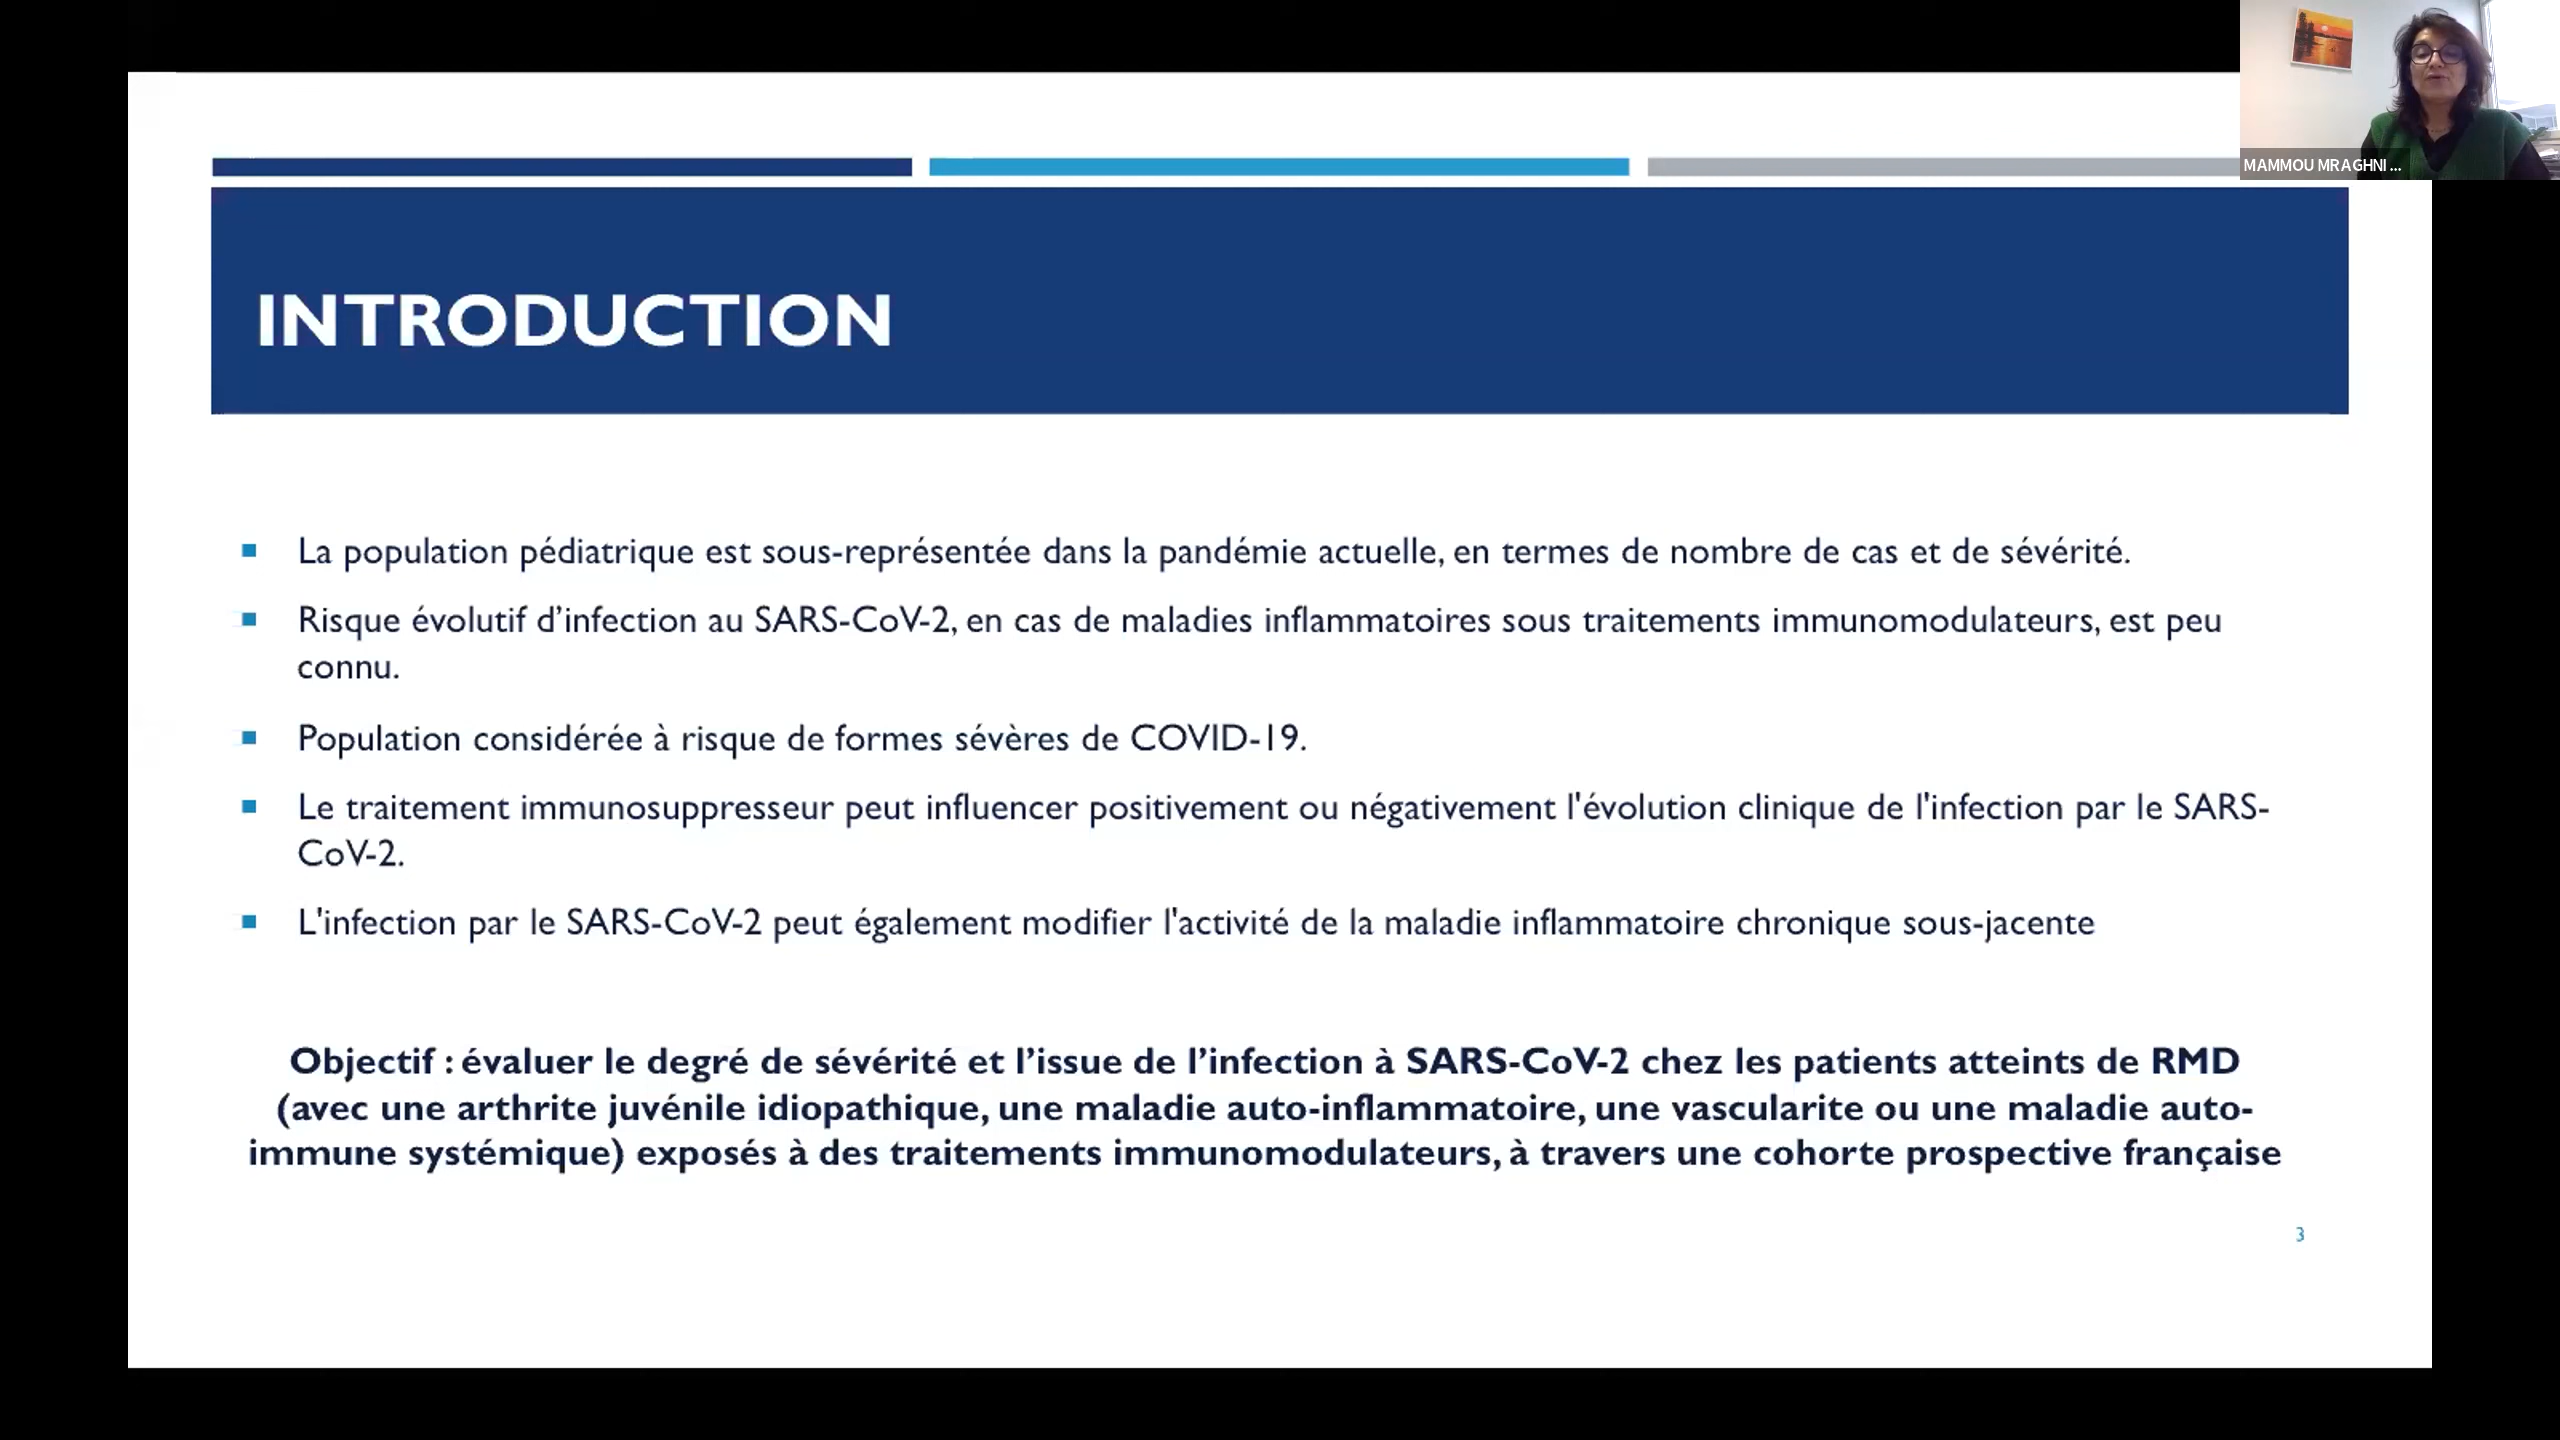 MAMMOU MRAGHNI ...
INTRODUCTION
La population pédiatrique est sous-représentée dans la pandémie actuelle, en termes de nombre de cas et de sévérité.
Risque évolutif d’infection au SARS-CoV-2, en cas de maladies inflammatoires sous traitements immunomodulateurs, est peu
connu.
Population considérée à risque de formes sévères de COVID-19.
Le traitement immunosuppresseur peut influencer positivement ou négativement l'évolution clinique de l'infection par le SARS-
CoV-2.
L'infection par le SARS-CoV-2 peut également modifier l'activité de la maladie inflammatoire chronique sous-jacente
Objectif : évaluer le degré de sévérité et l’issue de l’infection à SARS-CoV-2 chez les patients atteints de RMD
(avec une arthrite juvénile idiopathique, une maladie auto-inflammatoire, une vascularite ou une maladie auto-
immune systémique) exposés à des traitements immunomodulateurs, à travers une cohorte prospective française
3